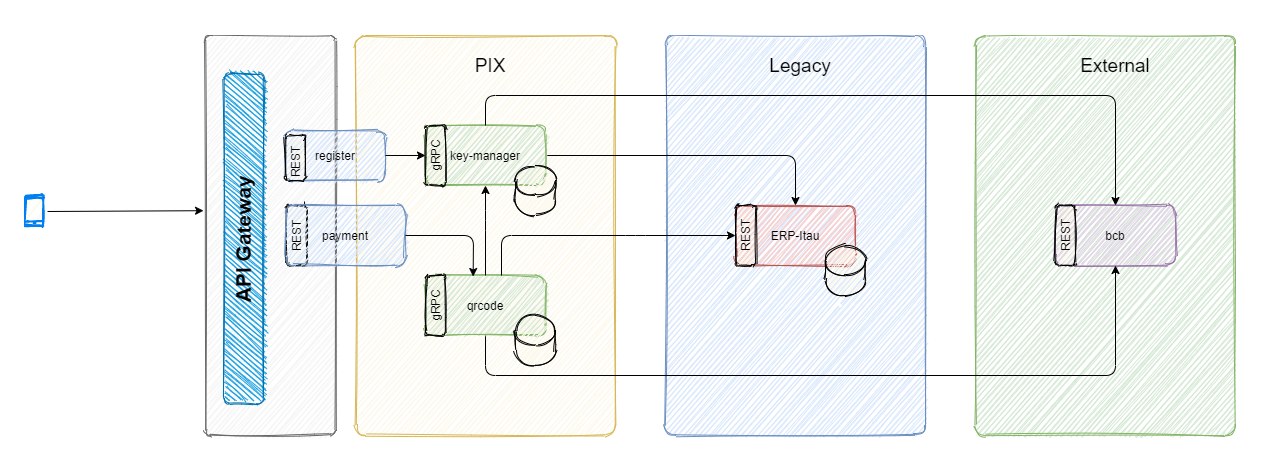 PIX
Legacy
External
API Gateway
REST
register
gRPC
key-manager
REST
payment
REST
ERP-Itau
REST
bcb
gRPC
qrcode